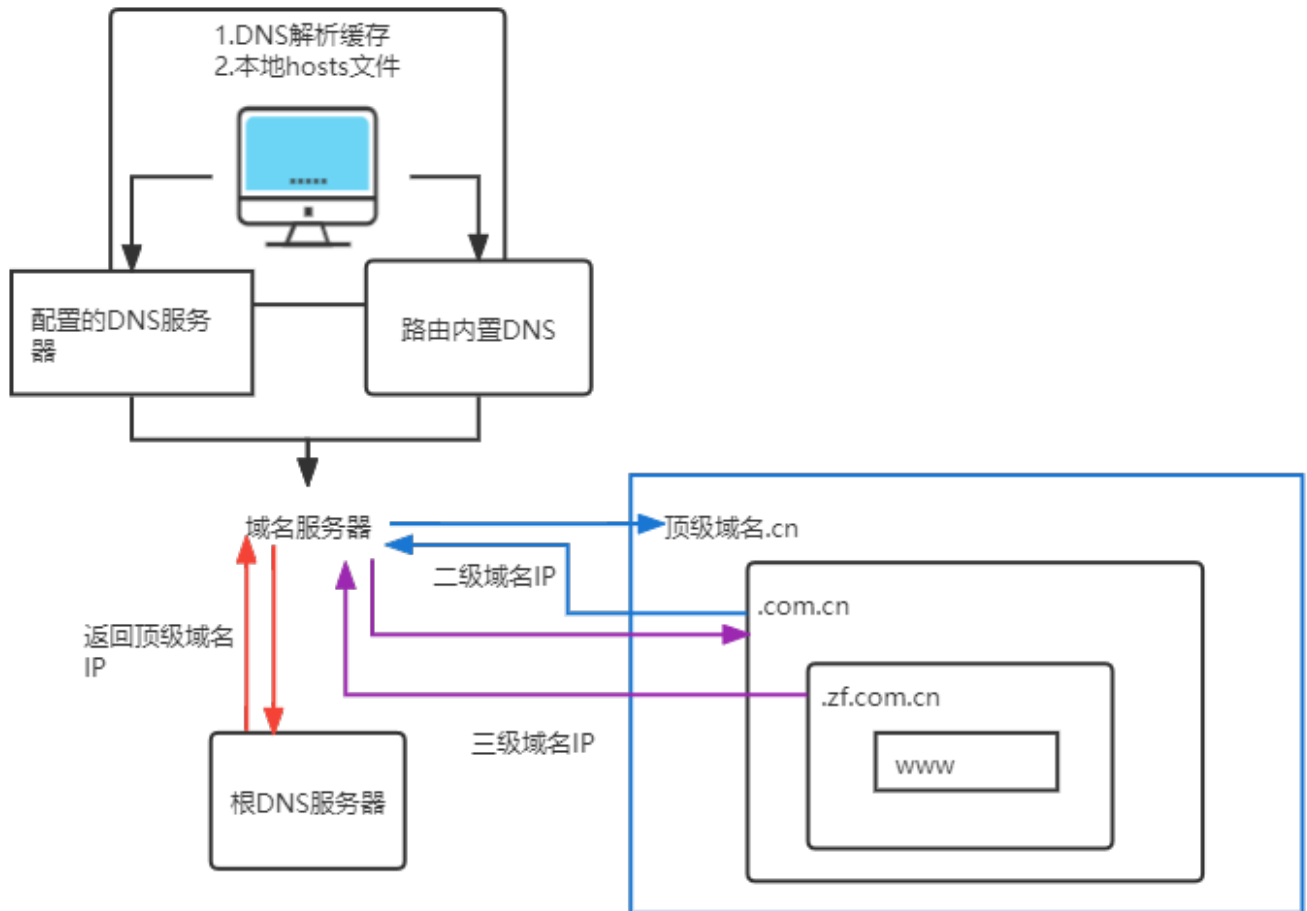 1.DNS解析缓存
2.本地hosts文件
配置的DNS服务
器
路由内置DNS
域名服务器
顶级域名.cn
二级域名IP
.com.cn
返回顶级域名
IP
.zf.com.cn
三级域名IP
www
根DNS服务器